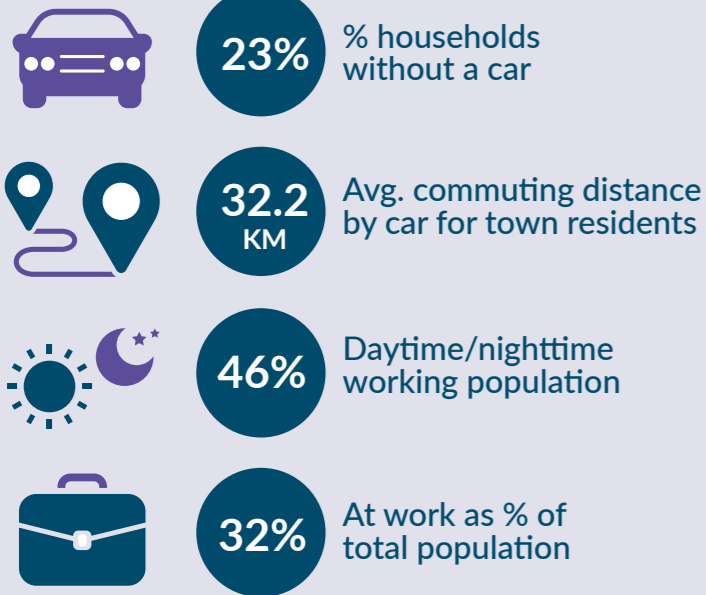 23%
% households
without a car
32.2
KM
Avg. commuting distance
by car for town residents
46%
Daytime/nighttime
working population
32%
At work as % of
total population